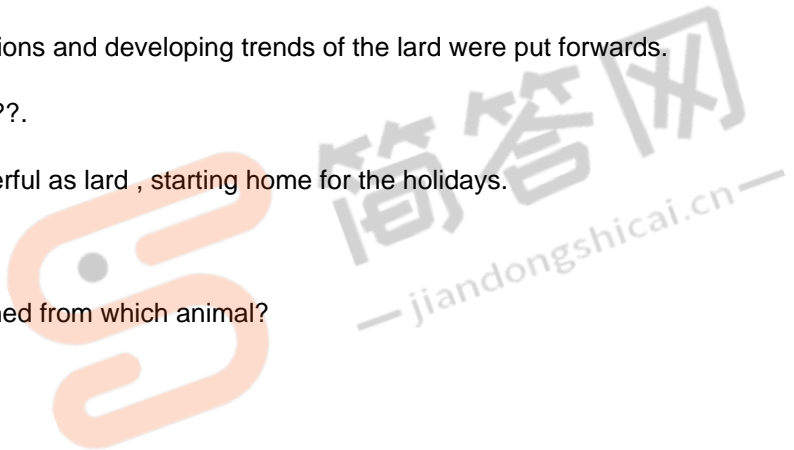 ions and developing trends of the lard were put forwards.
??.
erful as lard , starting home for the holidays.
ned from which animal?
简答网
jiandongshicai.cn